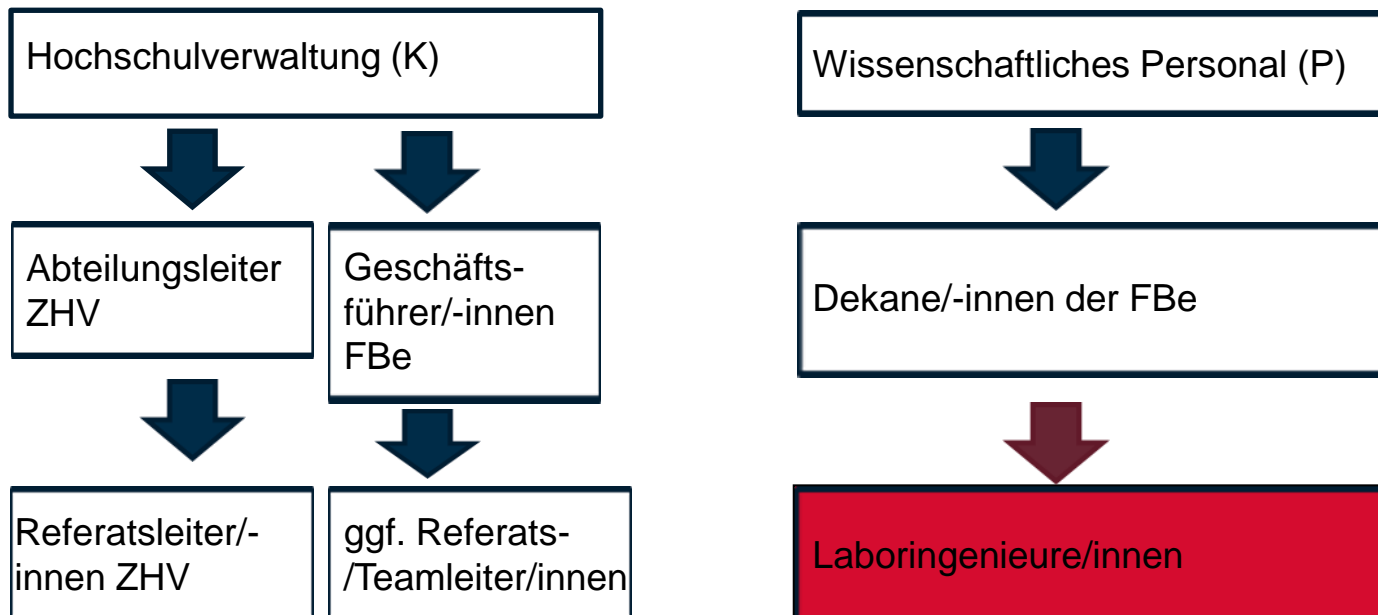 Hochschulverwaltung (K)
Wissenschaftliches Personal (P)
Abteilungsleiter
ZHV
Geschäfts-
führer/-innen
FBe
Dekane/-innen der FBe
Referatsleiter/-
innen ZHV
ggf. Referats-
/Teamleiter/innen
Laboringenieure/innen